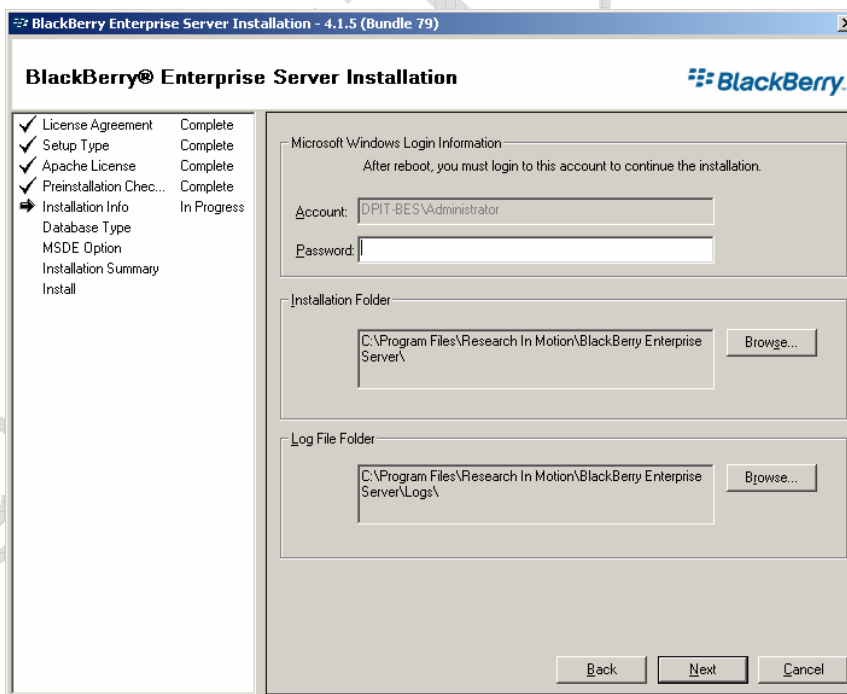 BlackBerry Enterprise Server Installation - 4.1.5 (Bundle 79)
BlackBerry® Enterprise Server Installation
BlackBerry.
License Agreement Complete
Setup Type Complete
Apache License Complete
Preinstallation Chec... Complete
Installation Info In Progress
Database Type
MSDE Option
Installation Summary
Install
Microsoft Windows Login Information
After reboot, you must login to this account to continue the installation.
Account: DPIT-BES\Administrator
Password:
Installation Folder
C:\Program Files\Research In Motion\BlackBerry Enterprise
Server\
Browse...
Log File Folder
C:\Program Files\Research In Motion\BlackBerry Enterprise
Server\Logs\
Browse...
Back Next Cancel